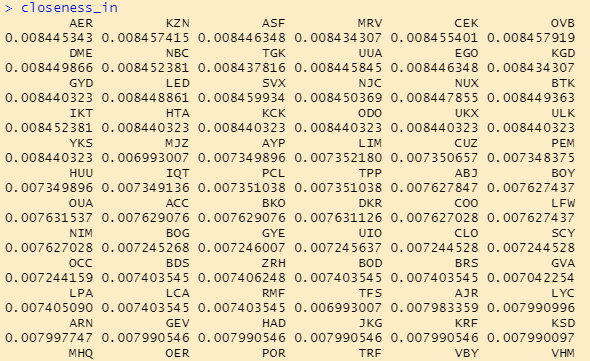 > closeness_in
AER KZN ASF MRV CEK OVB
0.008445343 0.008457415 0.008446348 0.008434307 0.008455401 0.008457919
DME NBC TGK UUA EGO KGD
0.008449866 0.008452381 0.008437816 0.008445845 0.008446348 0.008434307
GYD LED SVX NJC NUX BTK
0.008440323 0.008448861 0.008459934 0.008450369 0.008447855 0.008449363
IKT HTA KCK ODO UKX ULK
0.008452381 0.008440323 0.008440323 0.008440323 0.008440323 0.008440323
YKS MJZ AYP LIM CUZ PEM
0.008440323 0.006993007 0.007349896 0.007352180 0.007350657 0.007348375
HUU IQT PCL TPP ABJ BOY
0.007349896 0.007349136 0.007351038 0.007351038 0.007627847 0.007627437
OUA ACC BKO DKR COO LFW
0.007631537 0.007629076 0.007629076 0.007631126 0.007627028 0.007627437
NIM BOG GYE UIO CLO SCY
0.007627028 0.007245268 0.007246007 0.007245637 0.007244528 0.007244528
OCC BDS ZRH BOD BRS GVA
0.007244159 0.007403545 0.007406248 0.007403545 0.007403545 0.007042254
LPA LCA RMF TFS AJR LYC
0.007405090 0.007403545 0.007403545 0.006993007 0.007983359 0.007990996
ARN GEV HAD JKG KRF KSD
0.007997747 0.007990546 0.007990546 0.007990546 0.007990546 0.007990097
MHQ OER POR TRF VBY VHM